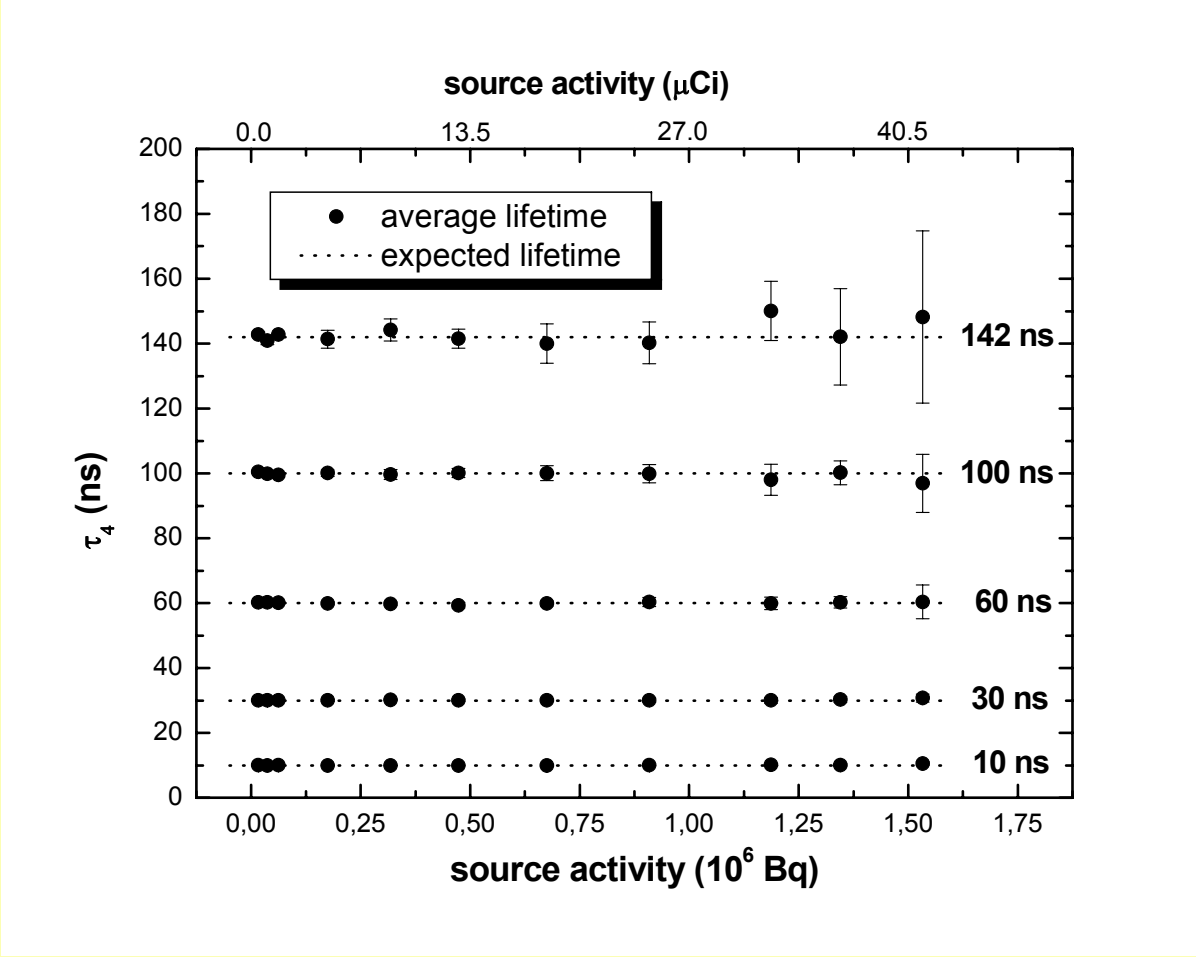 source activity (μCi)
0.0 13.5 27.0 40.5
200
180
160
140
120
100
80
60
40
20
0
τ4 (ns)
average lifetime
expected lifetime
142 ns
100 ns
60 ns
30 ns
10 ns
0,00 0,25 0,50 0,75 1,00 1,25 1,50 1,75
source activity (10^6 Bq)